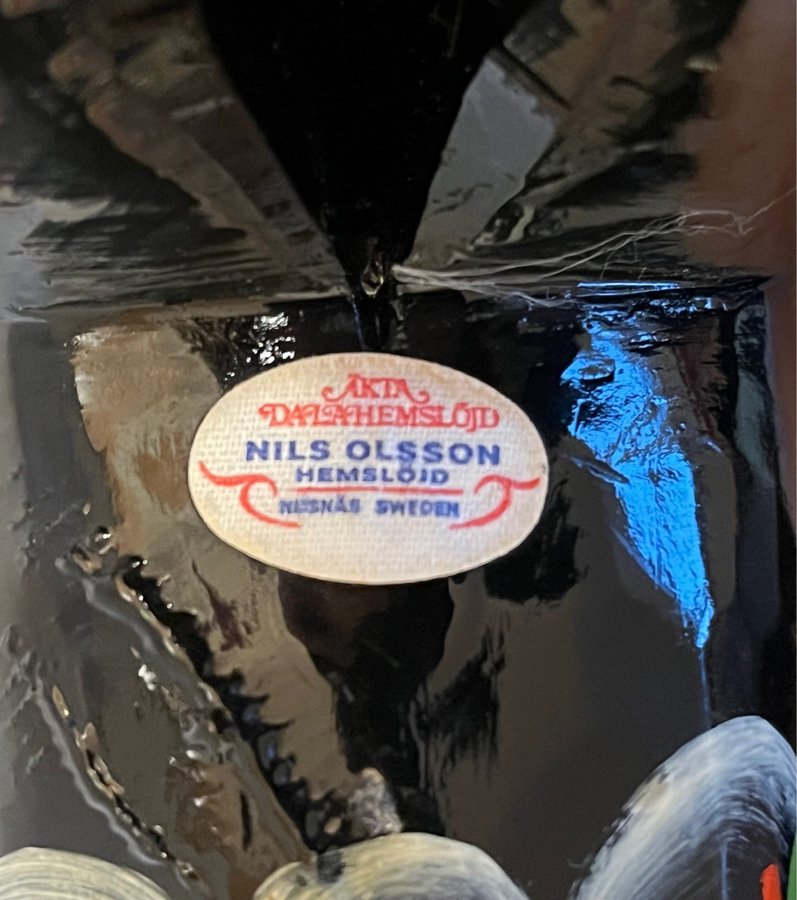 ÄKTA
DALAHEMSLÖJD
NILS OLSSON
HEMSLÖJD
NUSNÄS SWEDEN